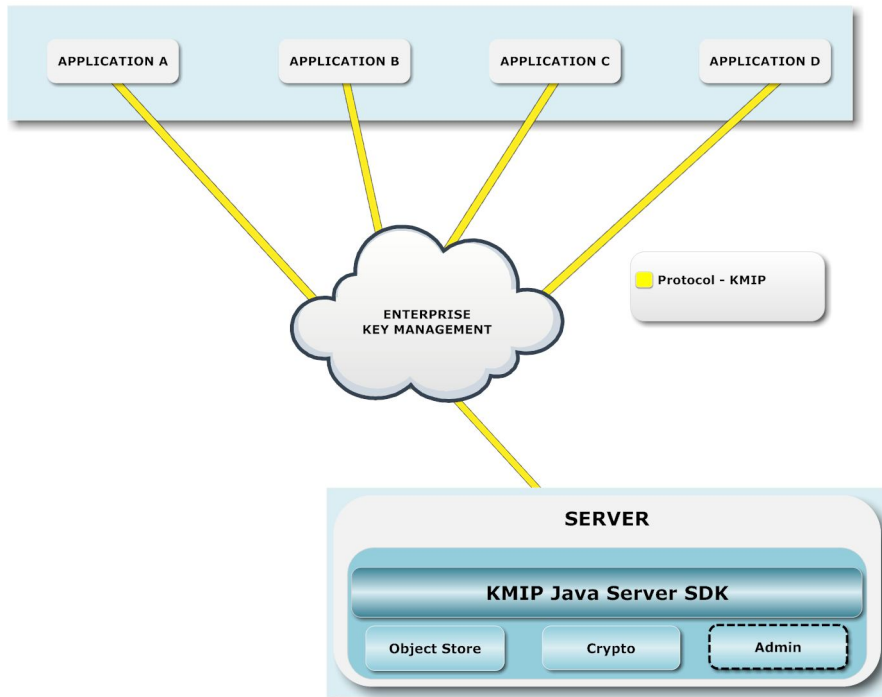 APPLICATION A
APPLICATION B
APPLICATION C
APPLICATION D
Protocol - KMIP
ENTERPRISE
KEY MANAGEMENT
SERVER
KMIP Java Server SDK
Object Store
Crypto
Admin